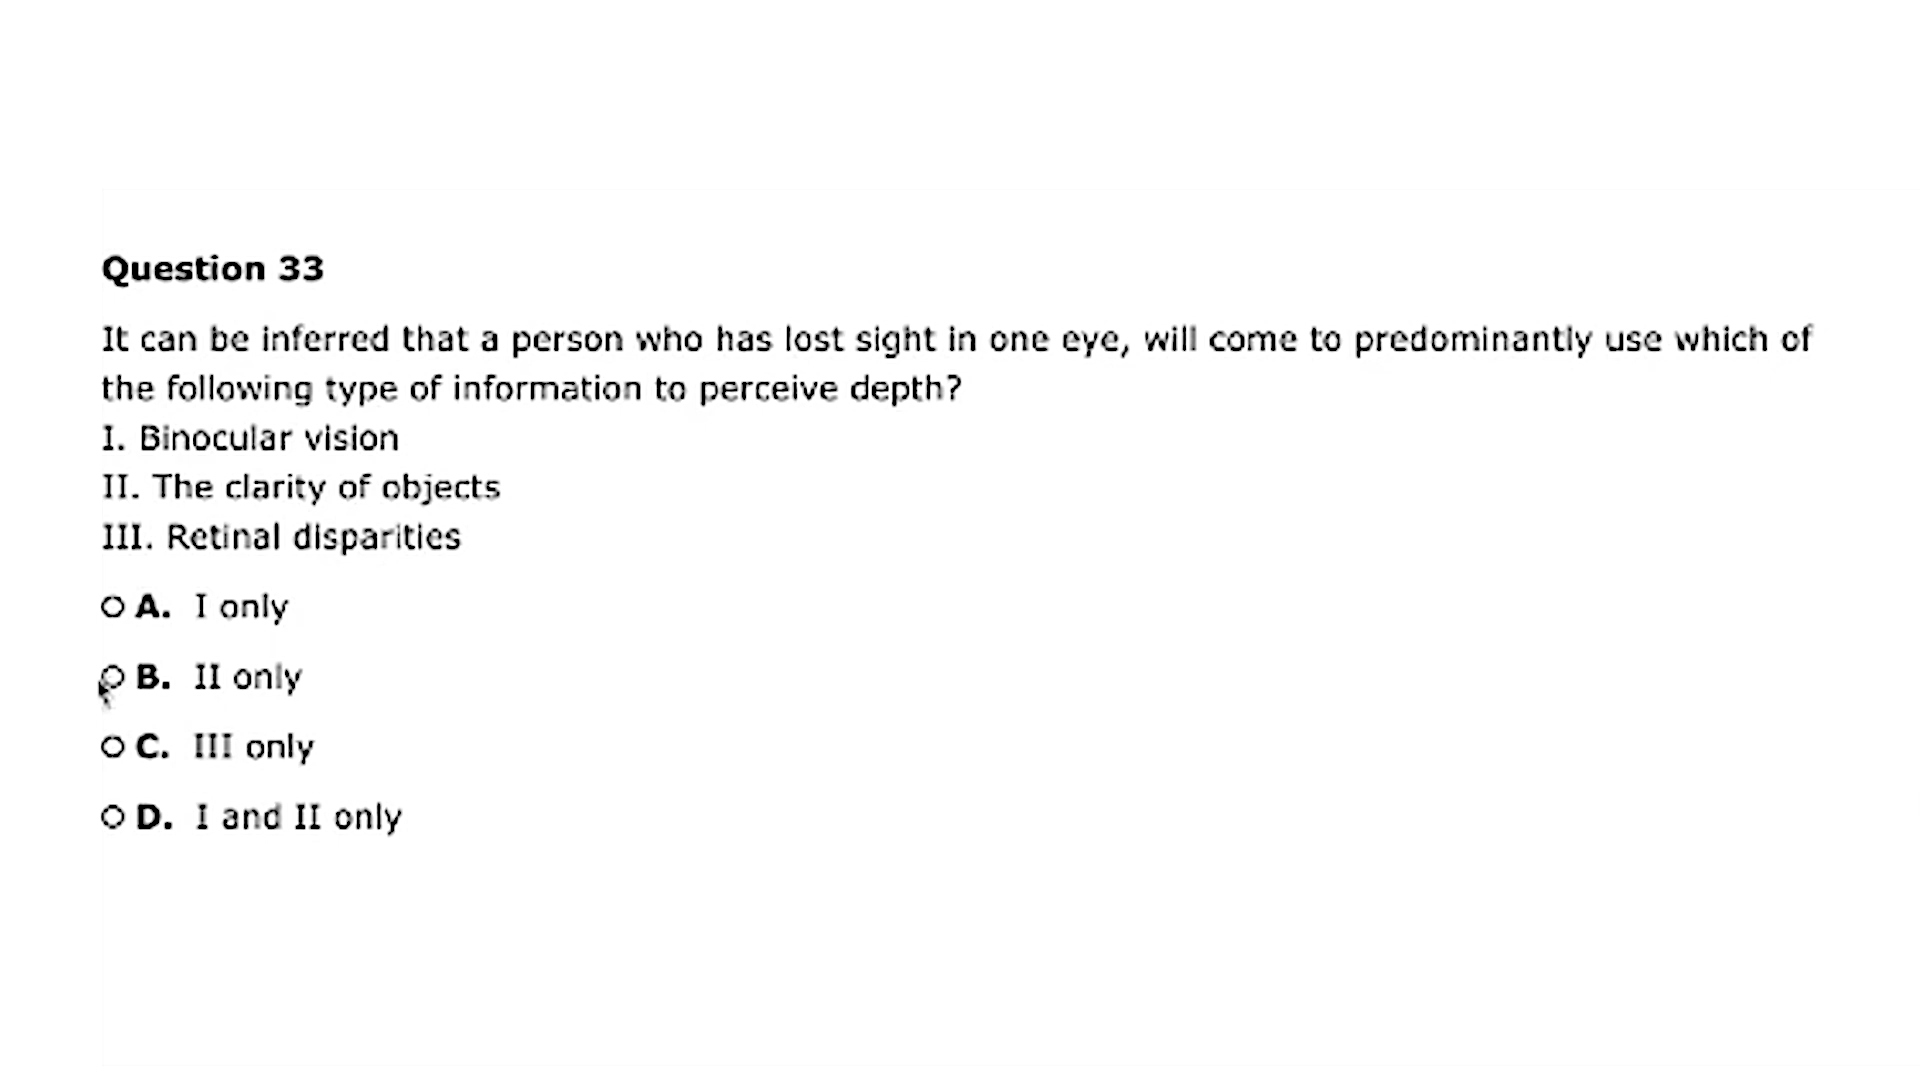 Question 33
It can be inferred that a person who has lost sight in one eye, will come to predominantly use which of
the following type of information to perceive depth?
I. Binocular vision
II. The clarity of objects
III. Retinal disparities
A. I only
B. II only
C. III only
D. I and II only